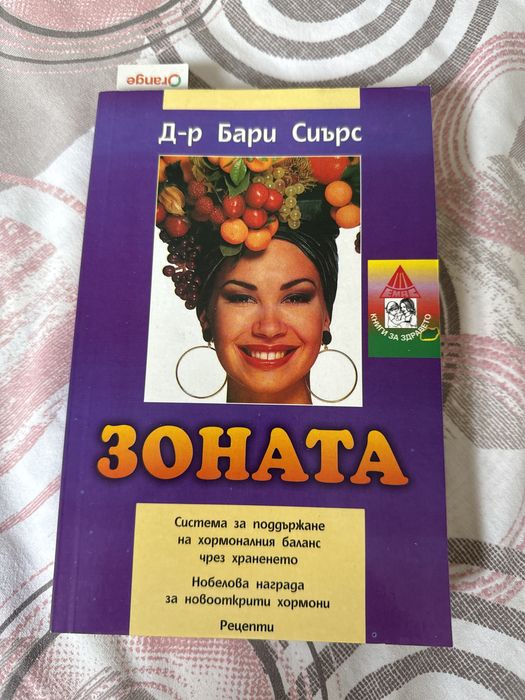 Orange
Д-р Бари Сиърс
ЕМАС
КНИГИ ЗА ЗДРАВЕТО
ЗОНАТА
Система за поддържане
на хормоналния баланс
чрез храненето
Нобелова награда
за новооткрити хормони
Рецепти